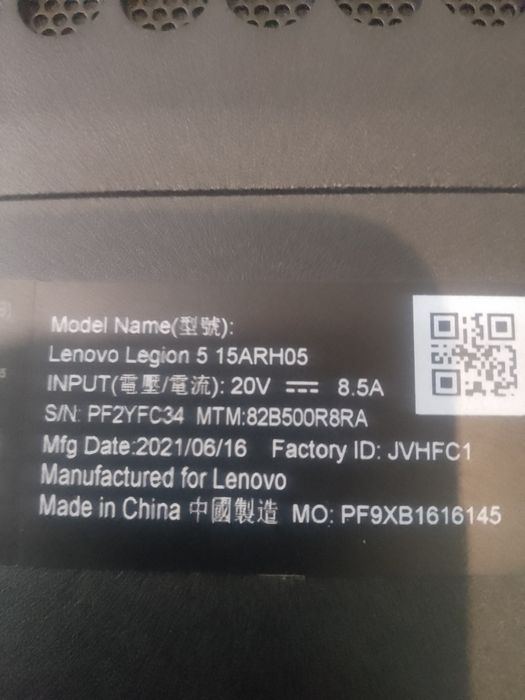 Model Name(型號):
Lenovo Legion 5 15ARH05
INPUT(電壓/電流): 20V ⎓ 8.5A
S/N: PF2YFC34 MTM:82B500R8RA
Mfg Date:2021/06/16 Factory ID: JVHFC1
Manufactured for Lenovo
Made in China 中國製造 MO: PF9XB1616145